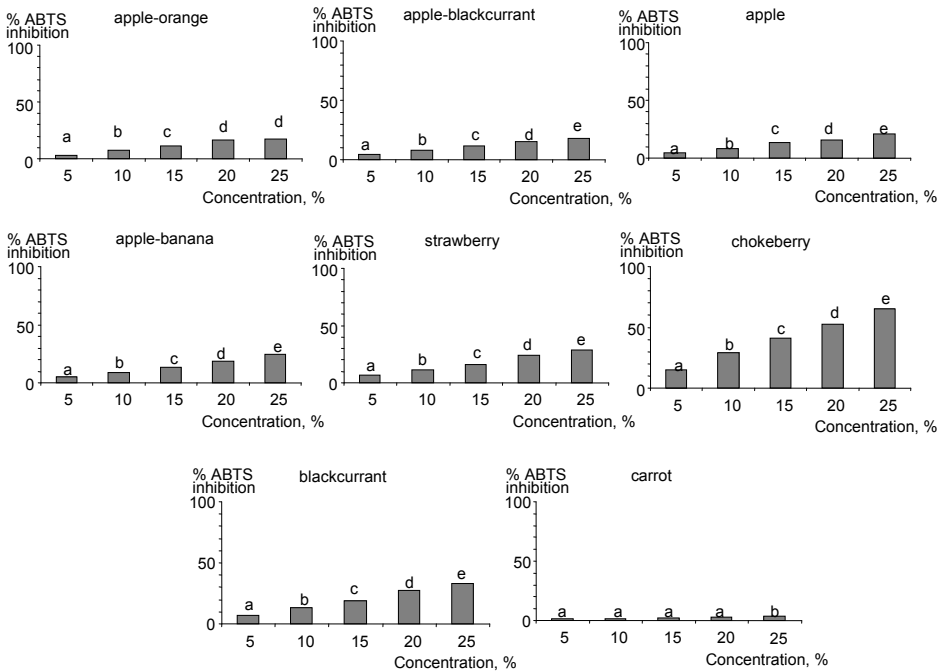 % ABTS
inhibition
apple-orange
100
50
0
a b c d d
5 10 15 20 25
Concentration, %
% ABTS
inhibition
apple-blackcurrant
100
50
0
a b c d e
5 10 15 20 25
Concentration, %
% ABTS
inhibition
apple
100
50
0
a b c d e
5 10 15 20 25
Concentration, %
% ABTS
inhibition
apple-banana
100
50
0
a b c d e
5 10 15 20 25
Concentration, %
% ABTS
inhibition
strawberry
100
50
0
a b c d e
5 10 15 20 25
Concentration, %
% ABTS
inhibition
chokeberry
100
50
0
a b c d e
5 10 15 20 25
Concentration, %
% ABTS
inhibition
blackcurrant
100
50
0
a b c d e
5 10 15 20 25
Concentration, %
% ABTS
inhibition
carrot
100
50
0
a a a a b
5 10 15 20 25
Concentration, %